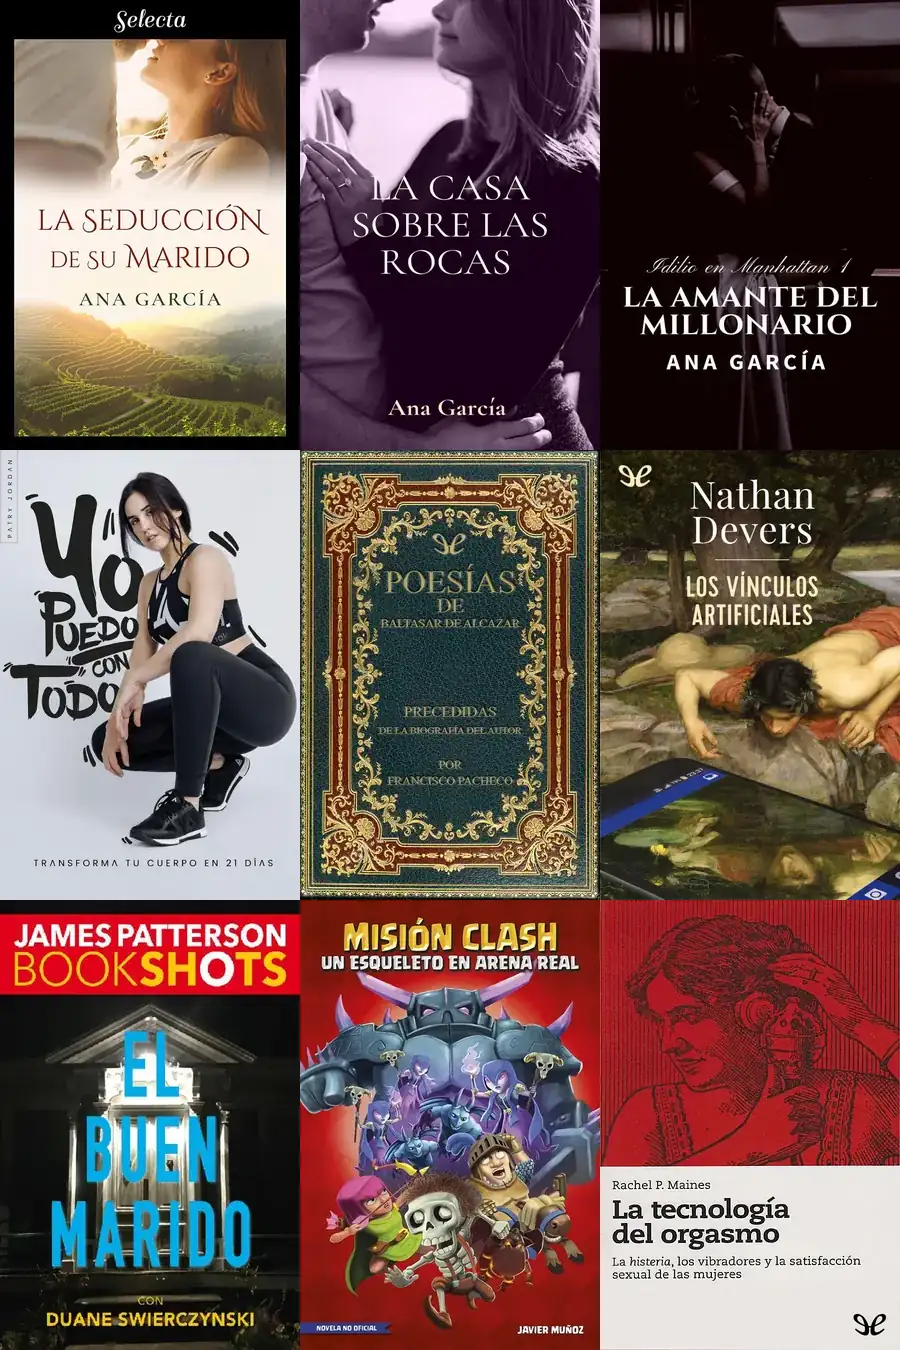 Selecta
LA SEDUCCIÓN
DE SU MARIDO
ANA GARCÍA
LA CASA
SOBRE LAS
ROCAS
Ana García
Idilio en Manhattan 1
LA AMANTE DEL
MILLONARIO
ANA GARCÍA
PATRY JORDAN
YO
PUEDO
CON
TODO
TRANSFORMA TU CUERPO EN 21 DÍAS
POESÍAS
DE
BALTASAR DE ALCAZAR
PRECEDIDAS
DE LA BIOGRAFÍA DEL AUTOR
POR
FRANCISCO PACHECO
Nathan
Devers
LOS VÍNCULOS
ARTIFICIALES
JAMES PATTERSON
BOOKSHOTS
EL
BUEN
MARIDO
CON
DUANE SWIERCZYNSKI
MISIÓN CLASH
UN ESQUELETO EN ARENA REAL
NOVELA NO OFICIAL
JAVIER MUÑOZ
Rachel P. Maines
La tecnología
del orgasmo
La histeria, los vibradores y la satisfacción
sexual de las mujeres